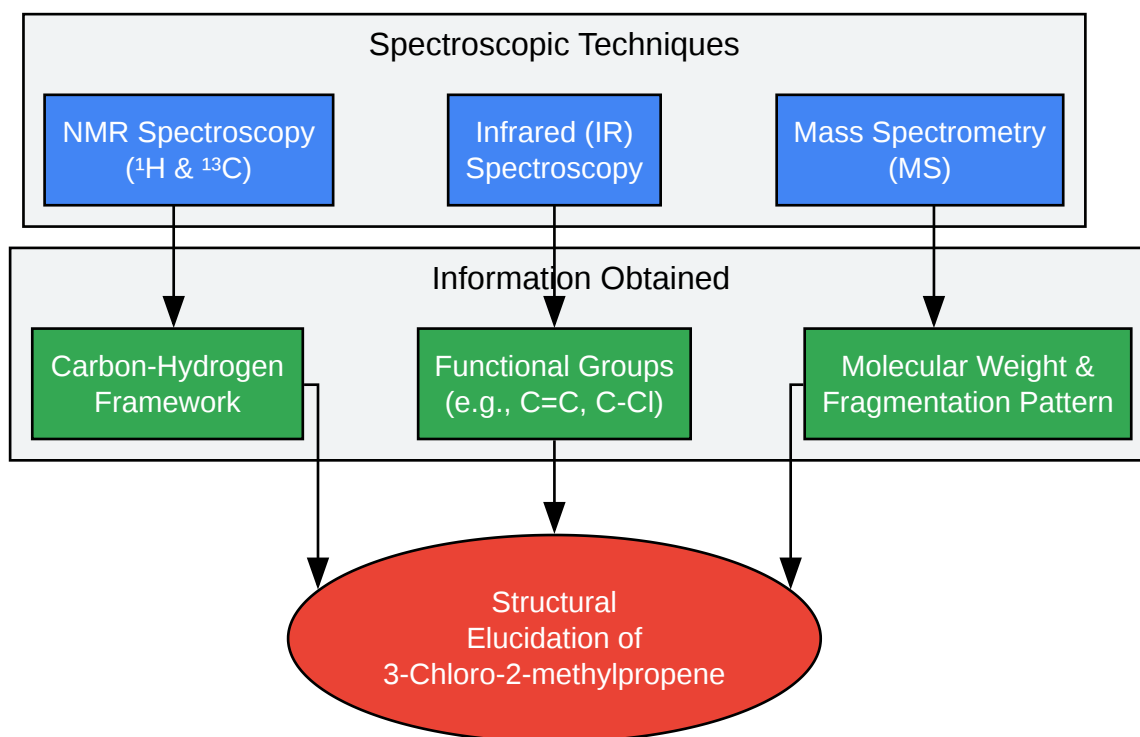 Spectroscopic Techniques
NMR Spectroscopy
(¹H & ¹³C)
Infrared (IR)
Spectroscopy
Mass Spectrometry
(MS)
Information Obtained
Carbon-Hydrogen
Framework
Functional Groups
(e.g., C=C, C-Cl)
Molecular Weight &
Fragmentation Pattern
Structural
Elucidation of
3-Chloro-2-methylpropene